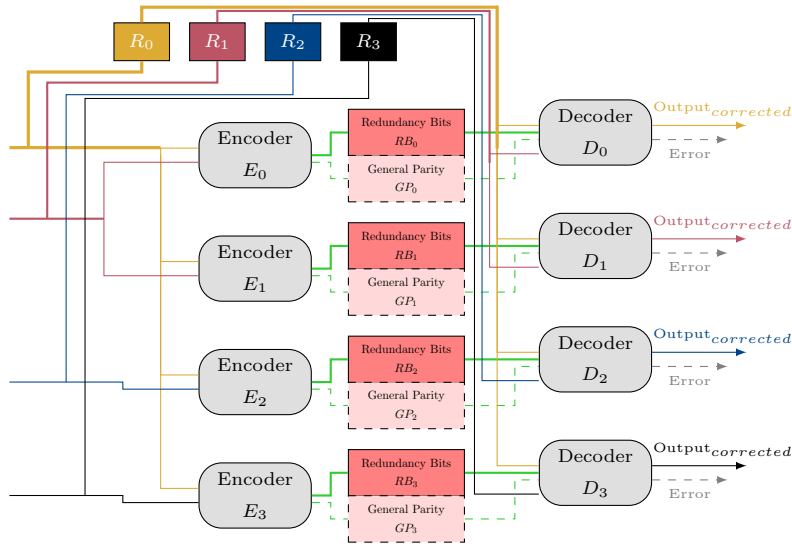 R0 R1 R2 R3
Encoder
E0
Redundancy Bits
RB0
General Parity
GP0
Decoder
D0
Outputcorrected
Error
Encoder
E1
Redundancy Bits
RB1
General Parity
GP1
Decoder
D1
Outputcorrected
Error
Encoder
E2
Redundancy Bits
RB2
General Parity
GP2
Decoder
D2
Outputcorrected
Error
Encoder
E3
Redundancy Bits
RB3
General Parity
GP3
Decoder
D3
Outputcorrected
Error